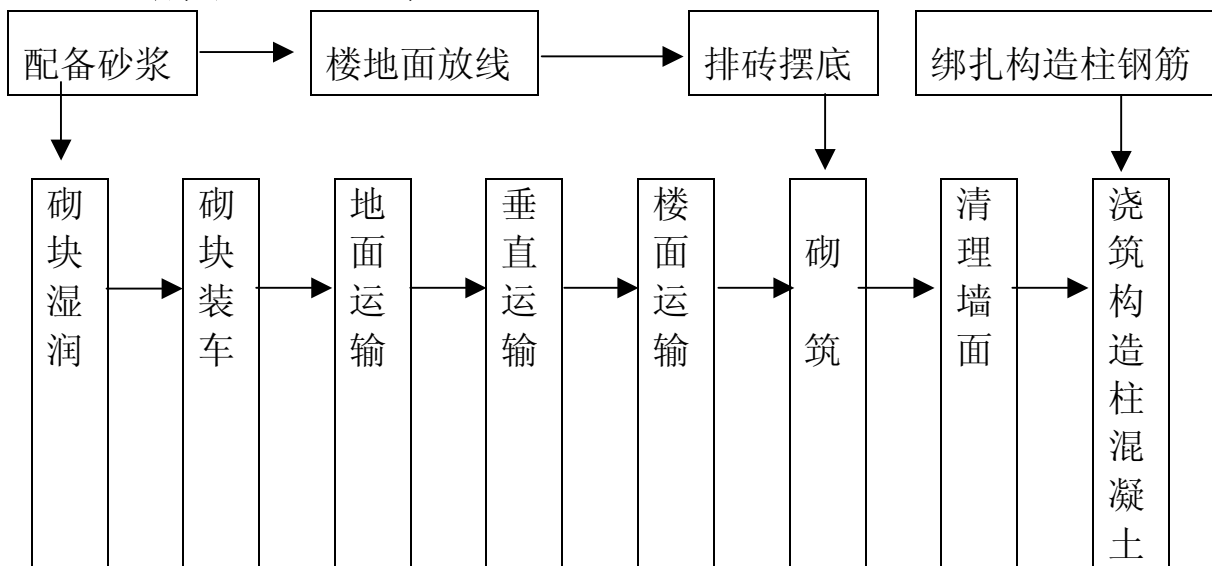 配备砂浆
楼地面放线
排砖摆底
绑扎构造柱钢筋
砌块湿润
砌块装车
地面运输
垂直运输
楼面运输
砌筑
清理墙面
浇筑构造柱混凝土